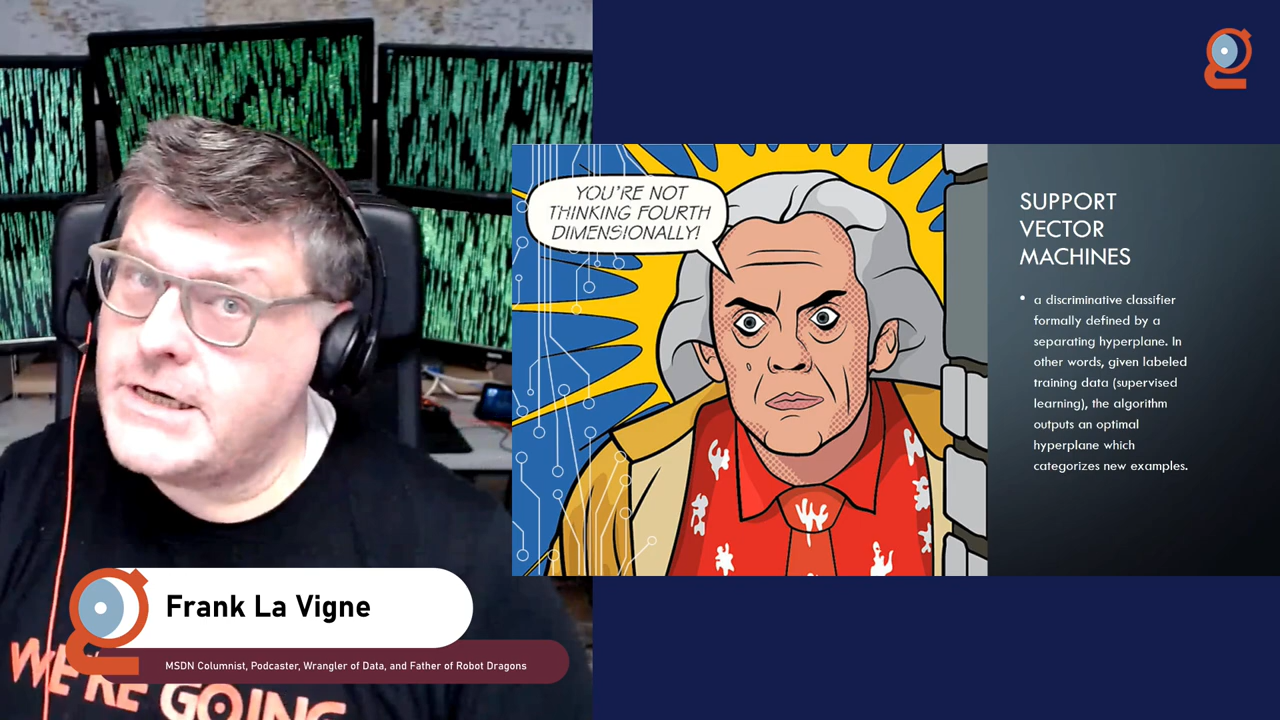 YOU'RE NOT
THINKING FOURTH
DIMENSIONALLY!
SUPPORT
VECTOR
MACHINES
• a discriminative classifier
formally defined by a
separating hyperplane. In
other words, given labeled
training data (supervised
learning), the algorithm
outputs an optimal
hyperplane which
categorizes new examples.
Frank La Vigne
MSDN Columnist, Podcaster, Wrangler of Data, and Father of Robot Dragons
WE'RE GOING